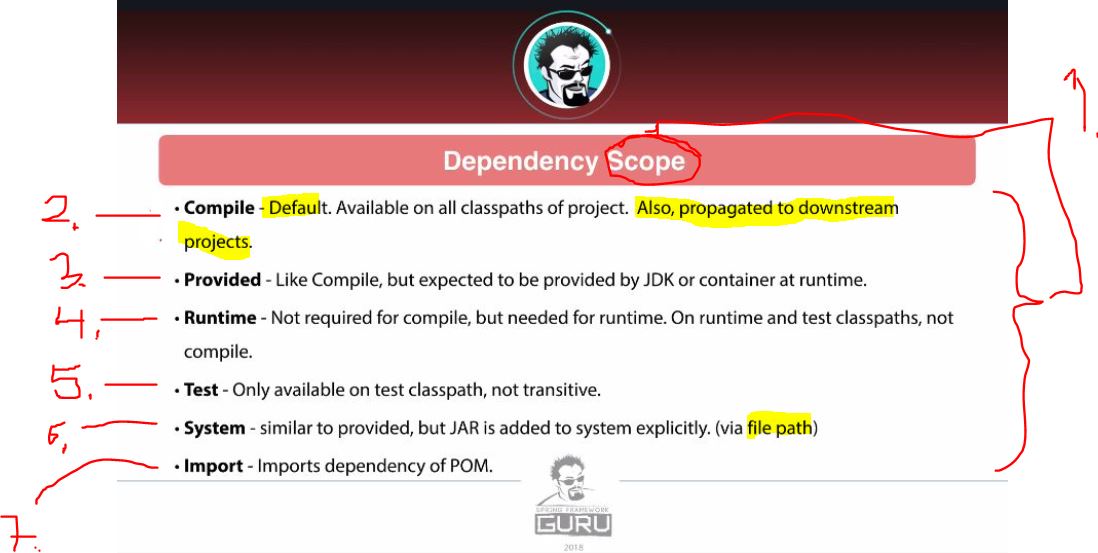 1.
Dependency Scope
2. • Compile - Default. Available on all classpaths of project. Also, propagated to downstream
projects.
3. • Provided - Like Compile, but expected to be provided by JDK or container at runtime.
4. • Runtime - Not required for compile, but needed for runtime. On runtime and test classpaths, not
compile.
5. • Test - Only available on test classpath, not transitive.
6. • System - similar to provided, but JAR is added to system explicitly. (via file path)
• Import - Imports dependency of POM.
7.
SPRING FRAMEWORK
GURU
2018